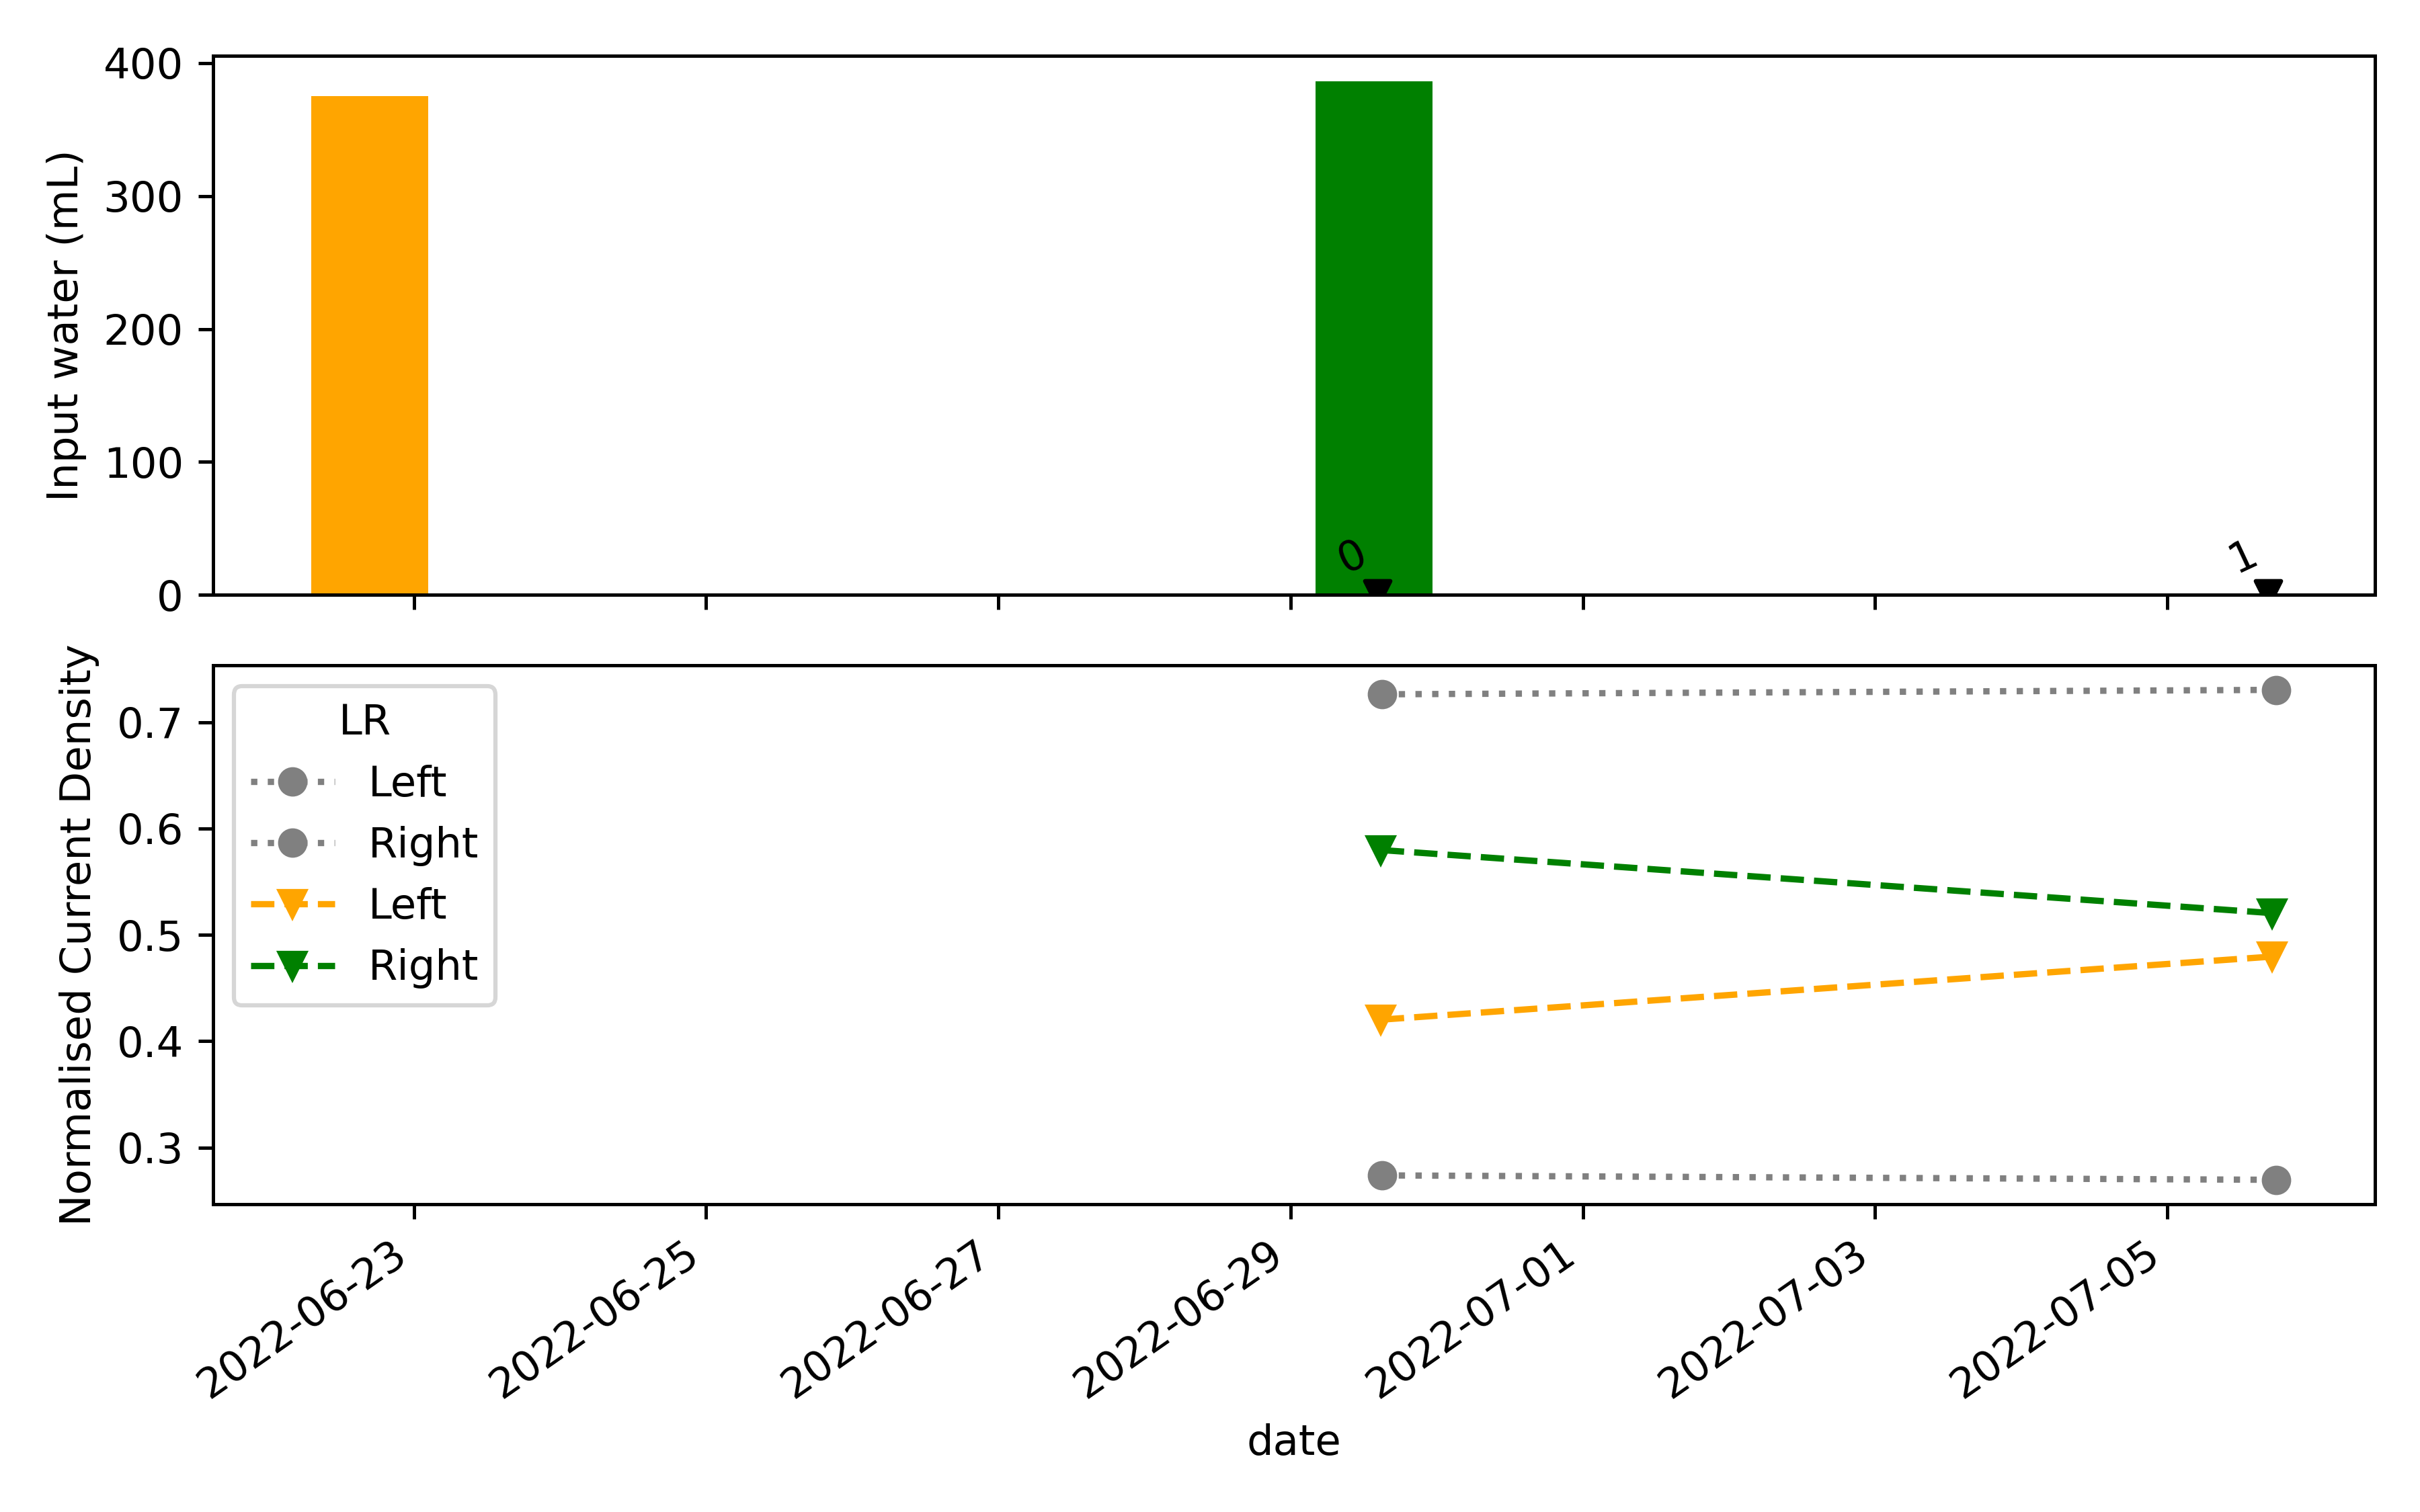 400
300
200
100
0
Input water (mL)
0
1
0.7
0.6
0.5
0.4
0.3
Normalised Current Density
LR
Left
Right
Left
Right
2022-06-23
2022-06-25
2022-06-27
2022-06-29
2022-07-01
2022-07-03
2022-07-05
date